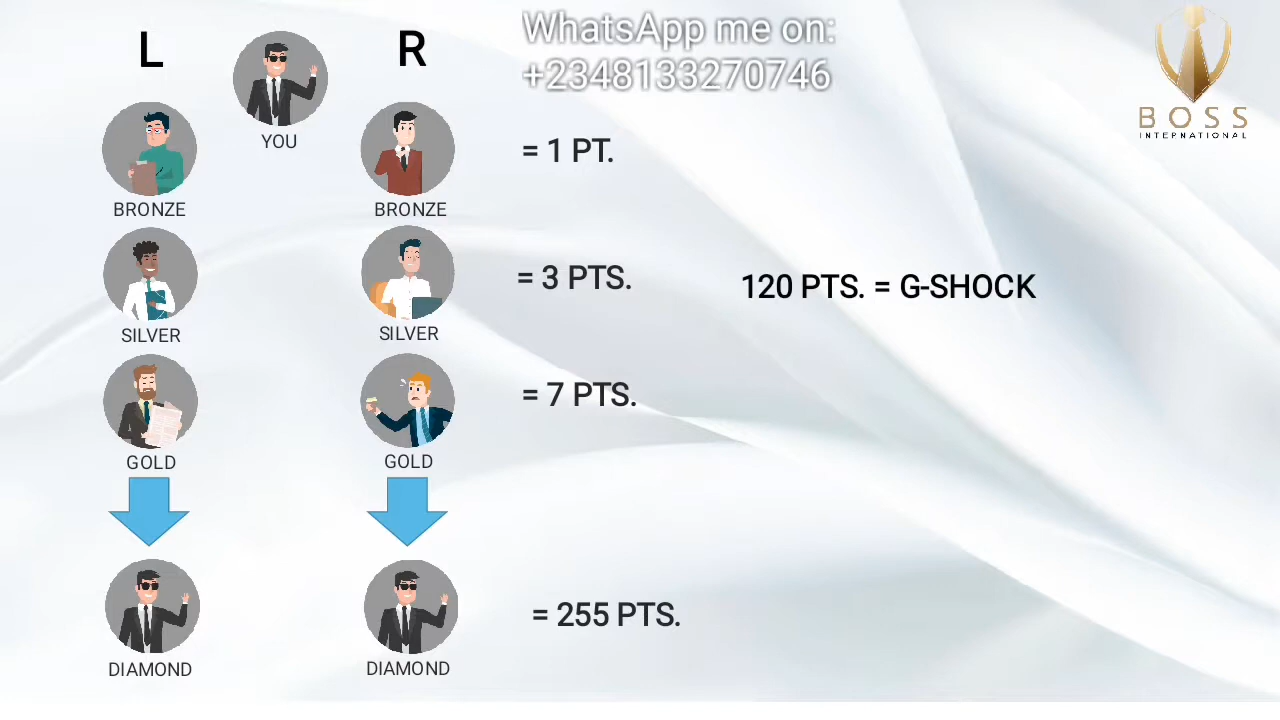 WhatsApp me on:
+2348133270746
L
R
YOU
BOSS
INTERNATIONAL
BRONZE
BRONZE
= 1 PT.
SILVER
SILVER
= 3 PTS.
120 PTS. = G-SHOCK
GOLD
GOLD
= 7 PTS.
DIAMOND
DIAMOND
= 255 PTS.